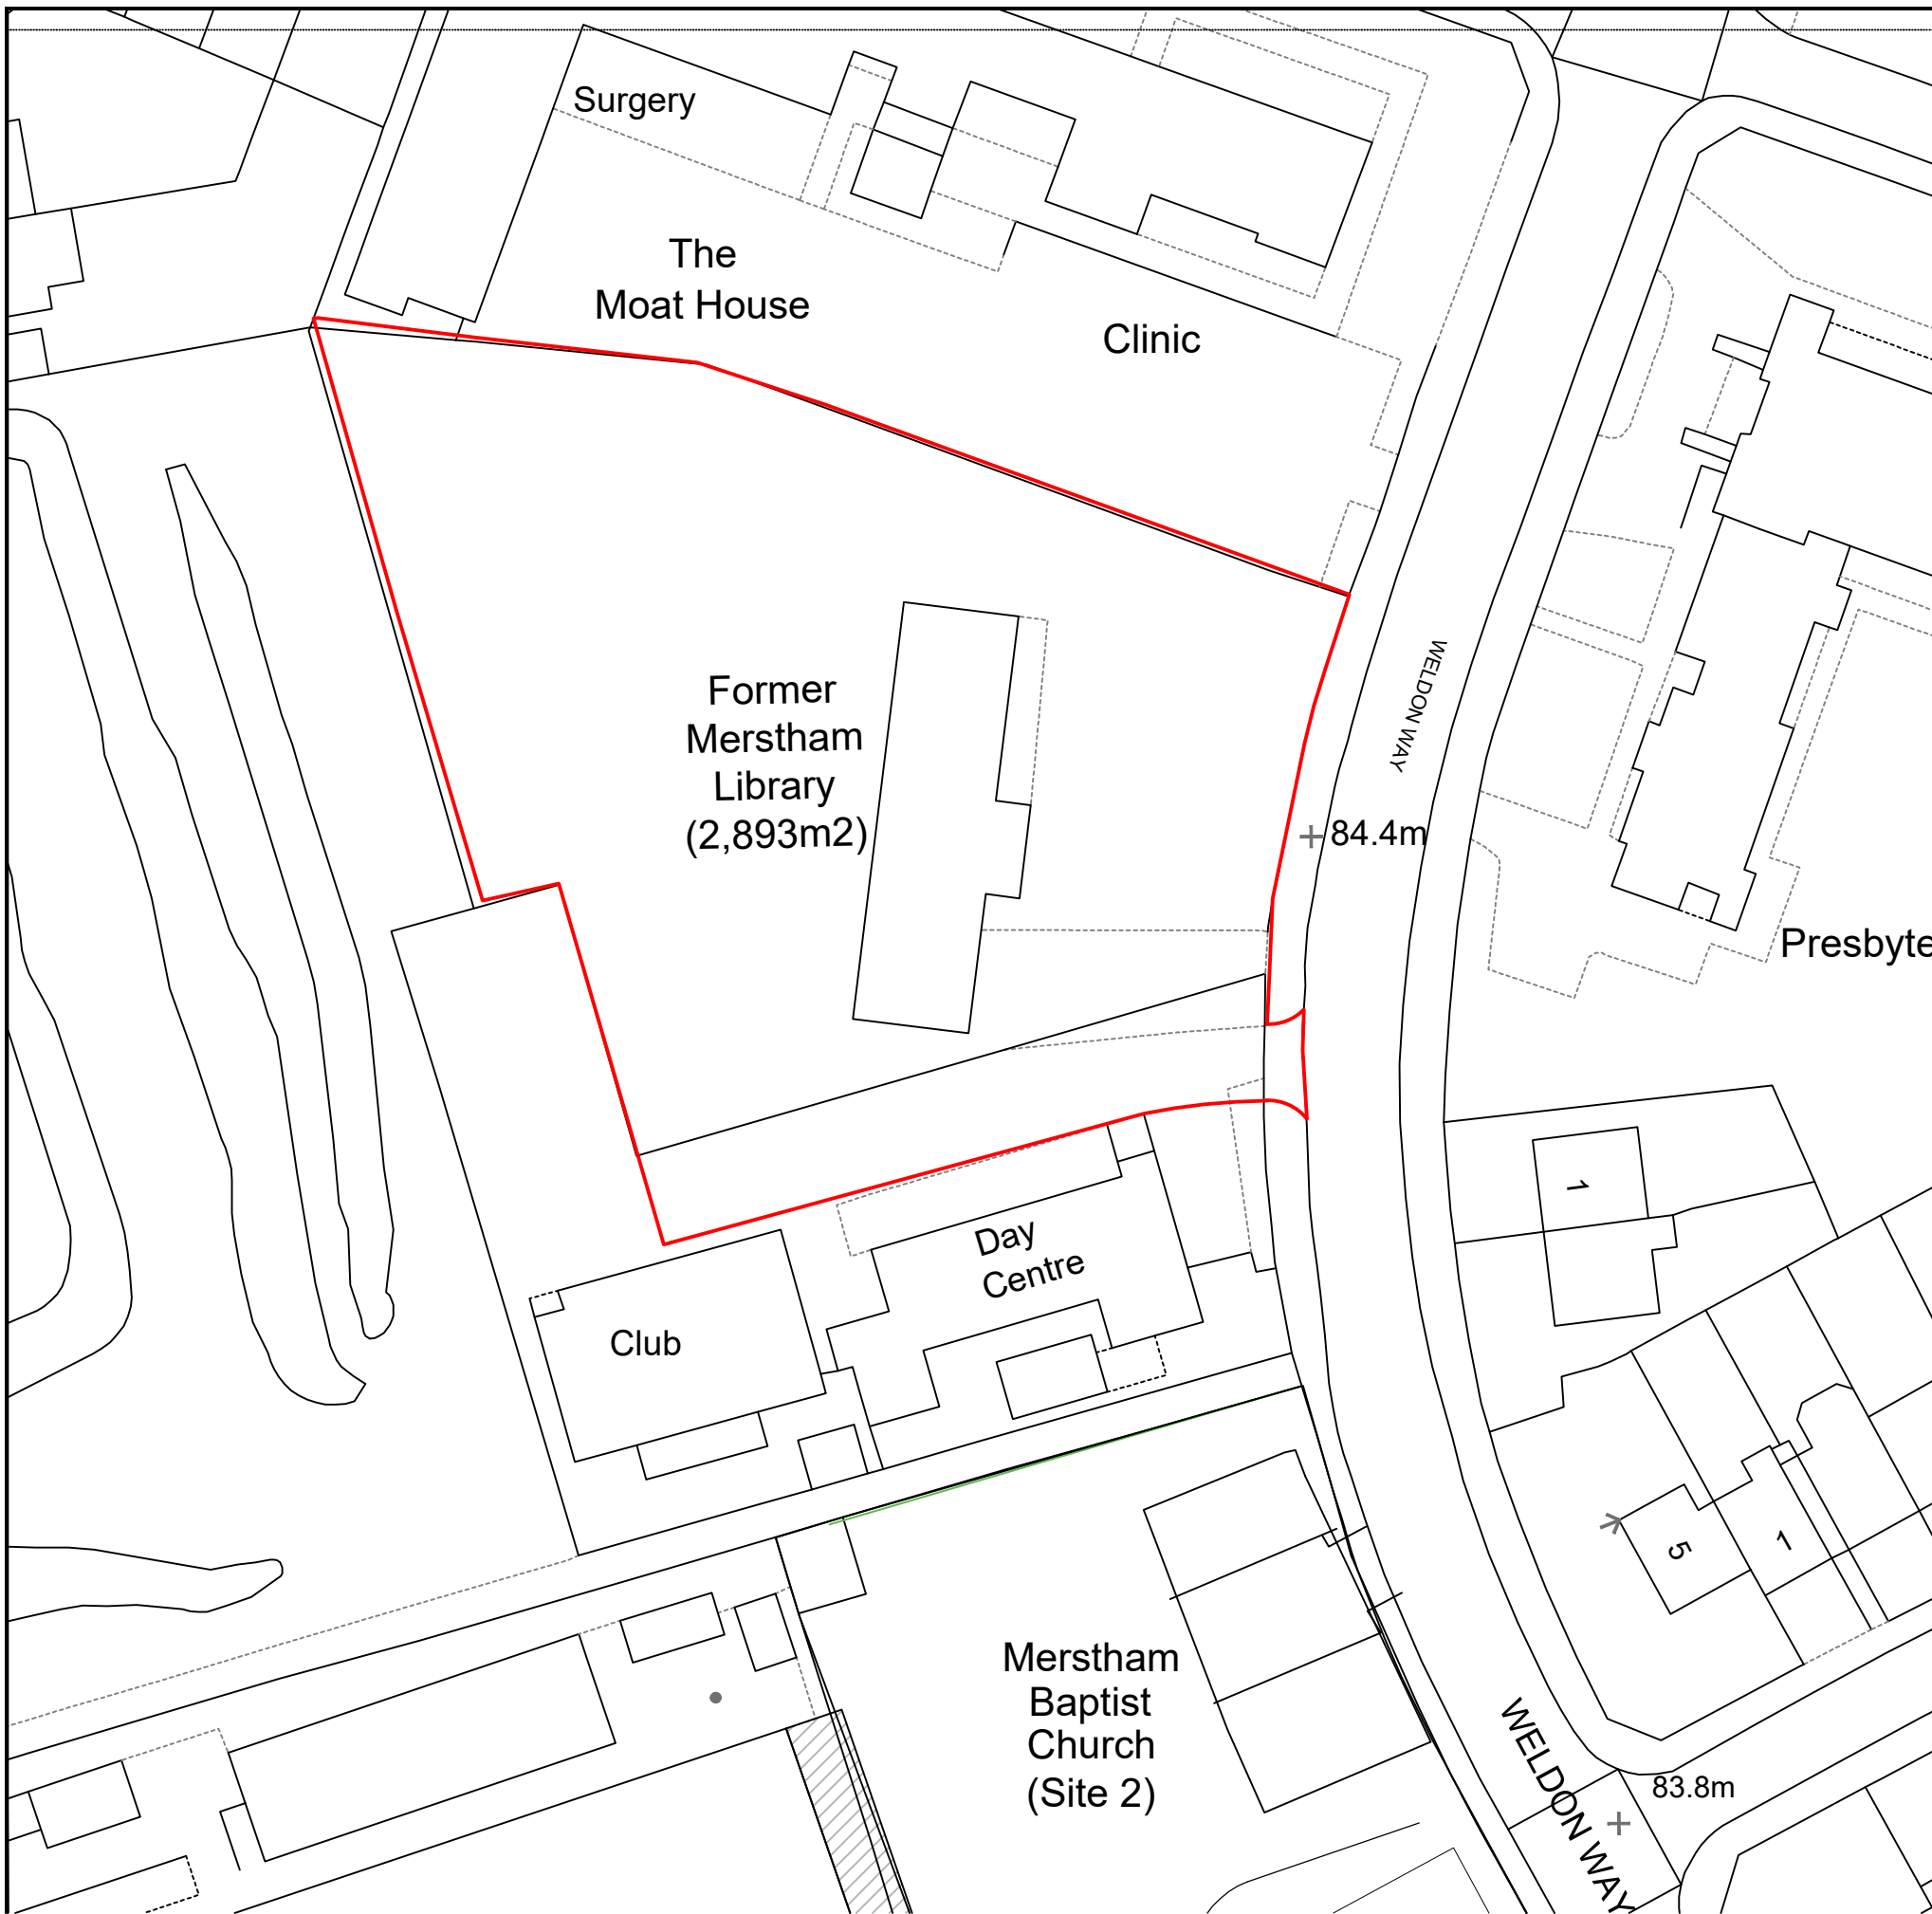 Surgery
The
Moat House
Clinic
WELDON WAY
Former
Merstham
Library
(2,893m2)
84.4m
Presbyte
1
Day
Centre
Club
5
1
Merstham
Baptist
Church
(Site 2)
WELDON WAY
83.8m